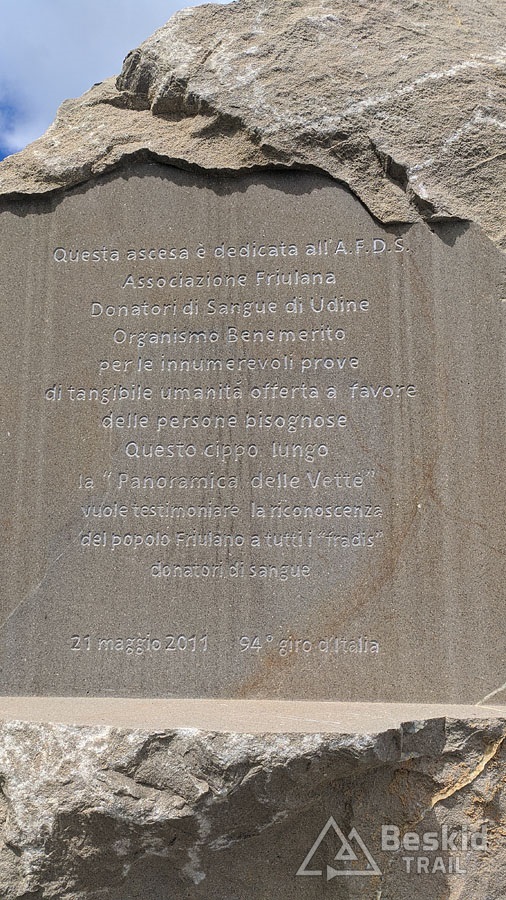 Questa ascesa è dedicata all'A.F.D.S.
Associazione Friulana
Donatori di Sangue di Udine
Organismo Benemerito
per le innumerevoli prove
di tangibile umanità offerta a favore
delle persone bisognose
Questo cippo lungo
la "Panoramica delle Vette"
vuole testimoniare la riconoscenza
del popolo Friulano a tutti i "fradis"
donatori di sangue
21 maggio 2011 94° giro d'Italia
Beskid
TRAIL